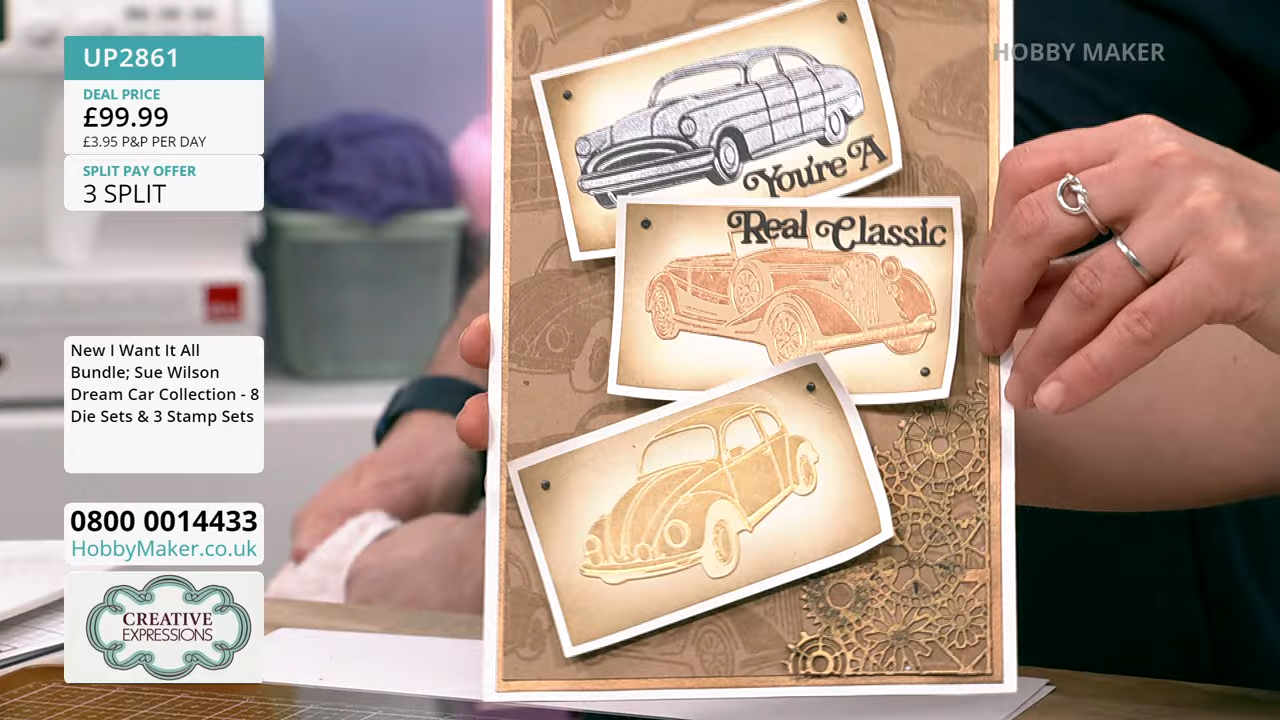 UP2861
DEAL PRICE
£99.99
£3.95 P&P PER DAY
SPLIT PAY OFFER
3 SPLIT
New I Want It All
Bundle; Sue Wilson
Dream Car Collection - 8
Die Sets & 3 Stamp Sets
0800 0014433
HobbyMaker.co.uk
CREATIVE
EXPRESSIONS
HOBBY MAKER
You're A
Real Classic